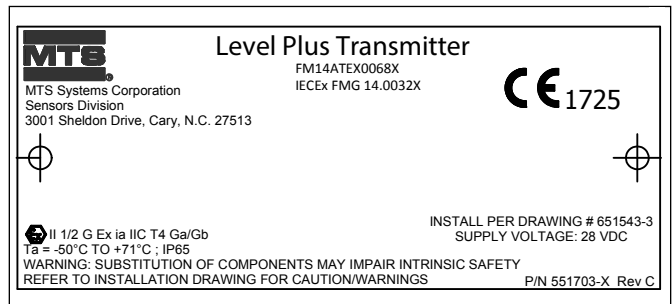 MTS
®
Level Plus Transmitter
FM14ATEX0068X
IECEx FMG 14.0032X
CE 1725
MTS Systems Corporation
Sensors Division
3001 Sheldon Drive, Cary, N.C. 27513
Ex II 1/2 G Ex ia IIC T4 Ga/Gb
Ta = -50°C TO +71°C ; IP65
INSTALL PER DRAWING # 651543-3
SUPPLY VOLTAGE: 28 VDC
WARNING: SUBSTITUTION OF COMPONENTS MAY IMPAIR INTRINSIC SAFETY
REFER TO INSTALLATION DRAWING FOR CAUTION/WARNINGS
P/N 551703-X Rev C